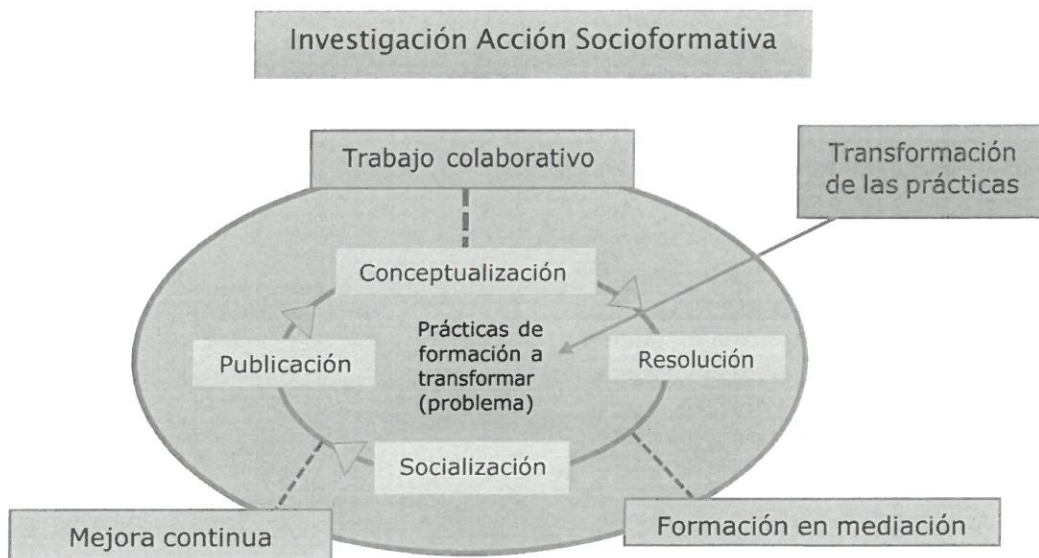 Investigación Acción Socioformativa
Trabajo colaborativo
Transformación
de las prácticas
Conceptualización
Prácticas de
formación a
transformar
(problema)
Publicación
Resolución
Socialización
Mejora continua
Formación en mediación